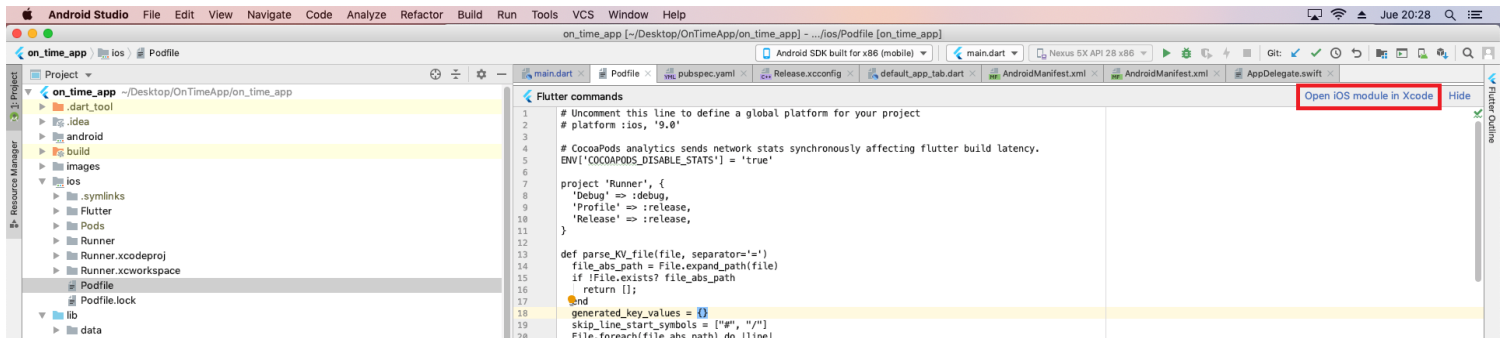 Android Studio File Edit View Navigate Code Analyze Refactor Build Run Tools VCS Window Help Jue 20:28
on_time_app [~/Desktop/OnTimeApp/on_time_app] - .../ios/Podfile [on_time_app]
on_time_app ios Podfile Android SDK built for x86 (mobile) main.dart Nexus 5X API 28 x86 Git:
1: Project
Resource Manager
Project
on_time_app ~/Desktop/OnTimeApp/on_time_app
.dart_tool
.idea
android
build
images
ios
.symlinks
Flutter
Pods
Runner
Runner.xcodeproj
Runner.xcworkspace
Podfile
Podfile.lock
lib
data
main.dart Podfile pubspec.yaml Release.xcconfig default_app_tab.dart AndroidManifest.xml AndroidManifest.xml AppDelegate.swift
Flutter commands Open iOS module in Xcode Hide
1 # Uncomment this line to define a global platform for your project
2 # platform :ios, '9.0'
3
4 # CocoaPods analytics sends network stats synchronously affecting flutter build latency.
5 ENV['COCOAPODS_DISABLE_STATS'] = 'true'
6
7 project 'Runner', {
8 'Debug' => :debug,
9 'Profile' => :release,
10 'Release' => :release,
11 }
12
13 def parse_KV_file(file, separator='=')
14 file_abs_path = File.expand_path(file)
15 if !File.exists? file_abs_path
16 return [];
17 end
18 generated_key_values = {}
19 skip_line_start_symbols = ["#", "/"]
20 File.foreach(file_abs_path) do |line|
Flutter Outline